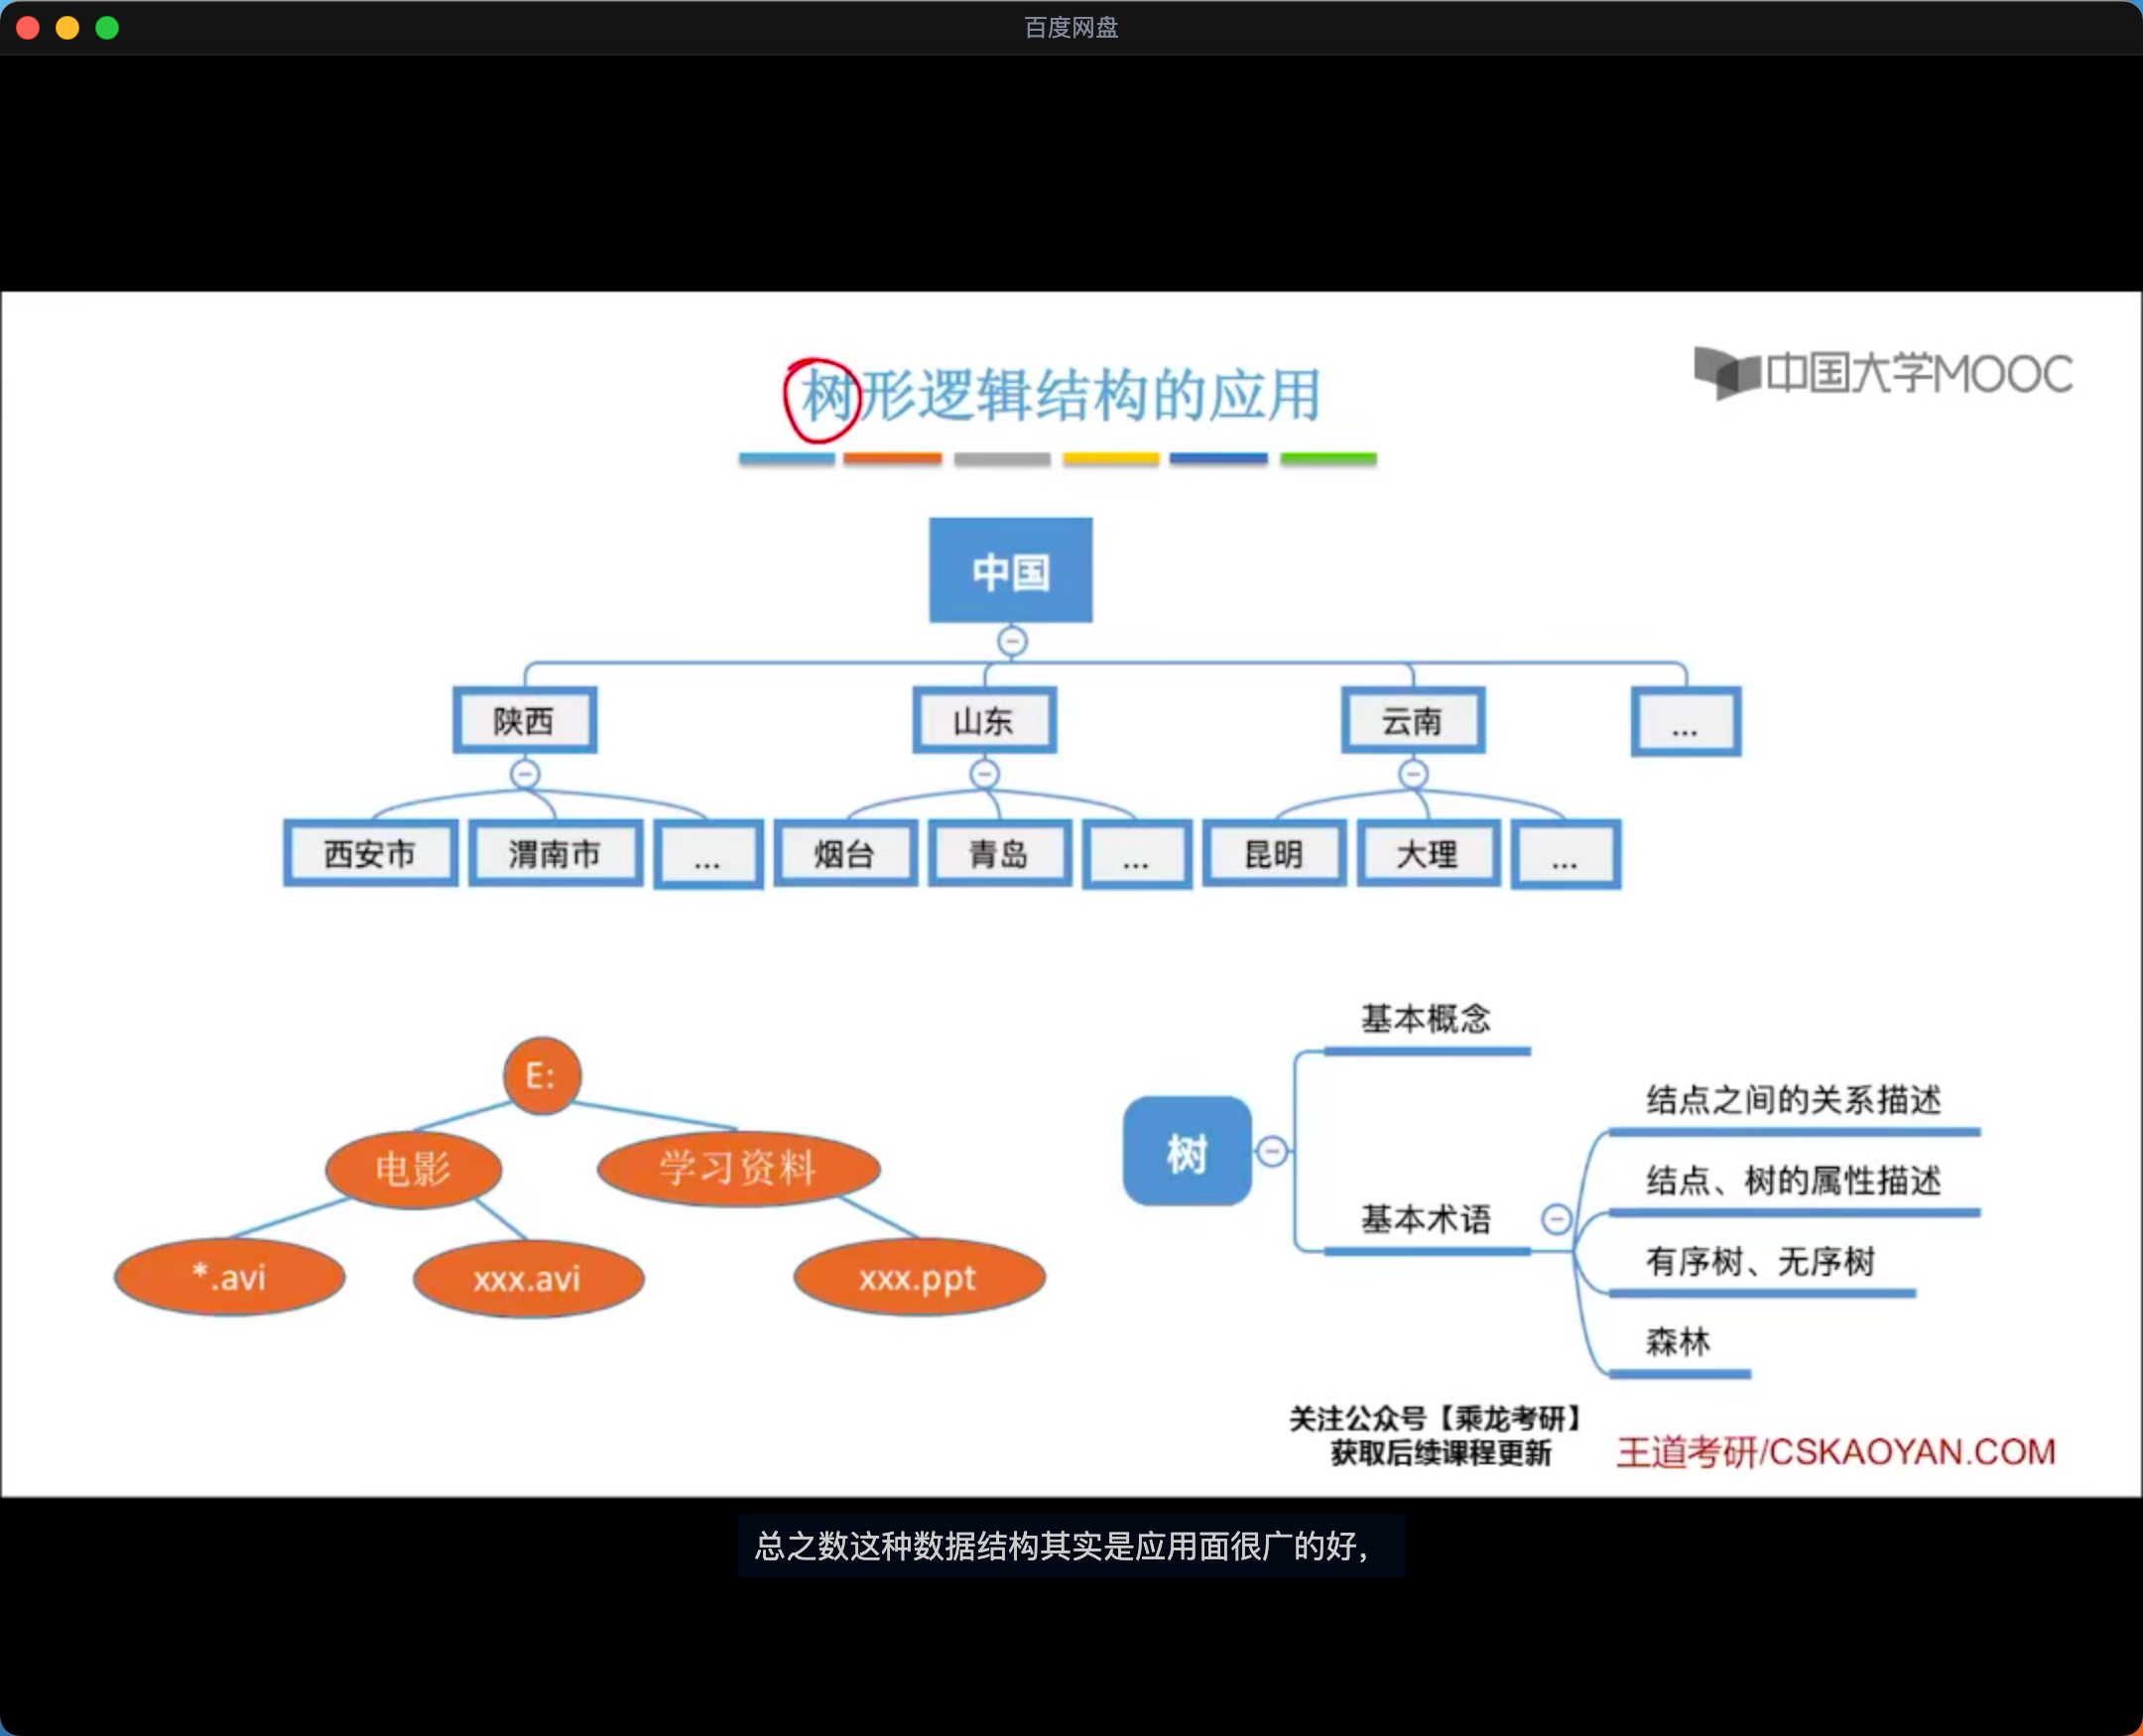 百度网盘
中国大学MOOC
树形逻辑结构的应用
中国
陕西 山东 云南 ...
西安市 渭南市 ... 烟台 青岛 ... 昆明 大理 ...
E:
电影 学习资料
*.avi xxx.avi xxx.ppt
树
基本概念
基本术语
结点之间的关系描述
结点、树的属性描述
有序树、无序树
森林
关注公众号【乘龙考研】
获取后续课程更新
王道考研/CSKAOYAN.COM
总之数这种数据结构其实是应用面很广的好，